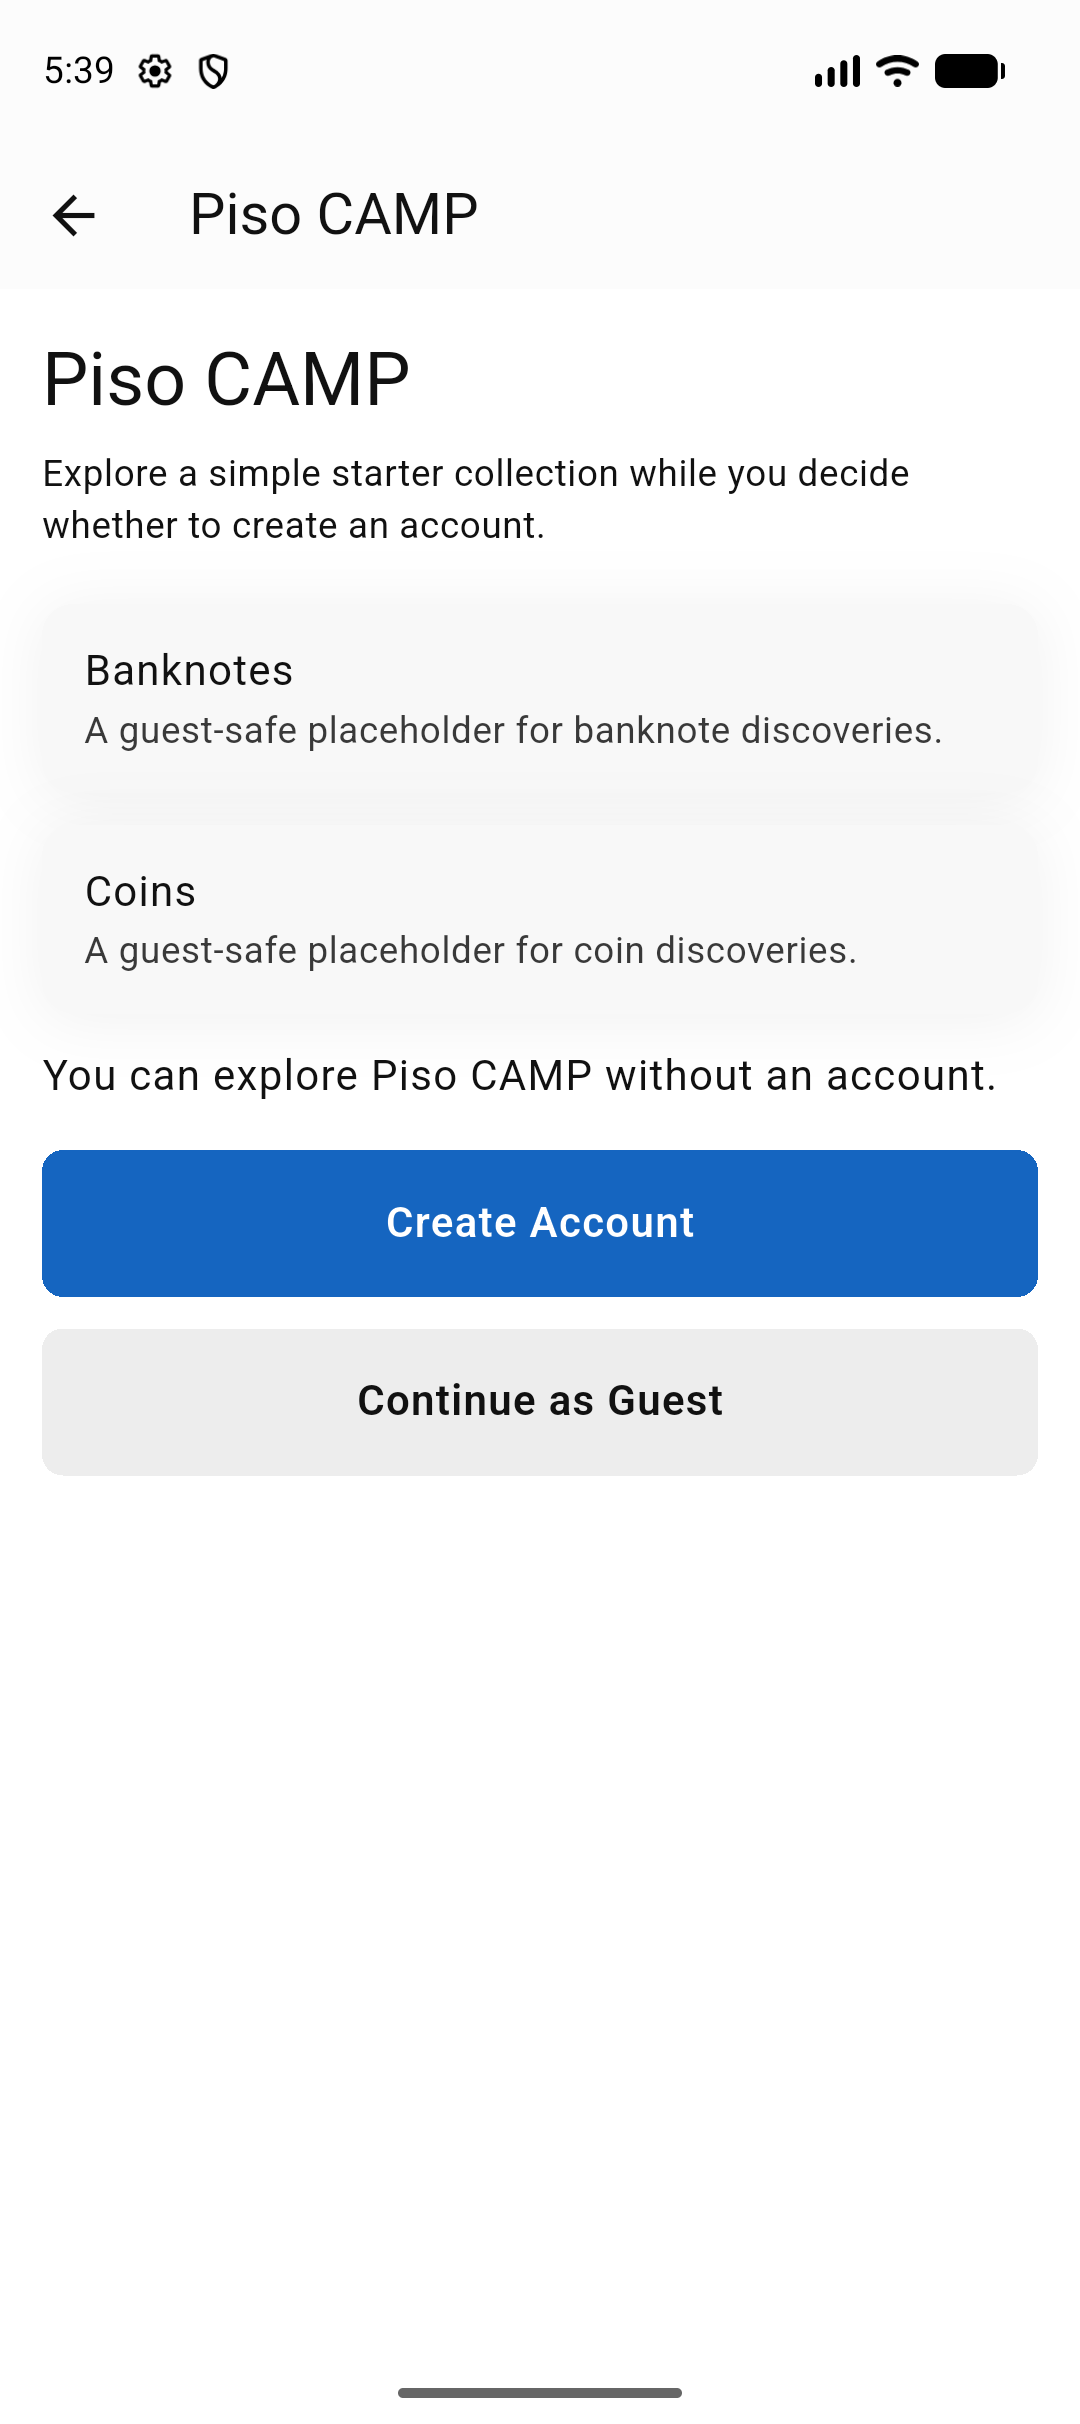 5:39
Piso CAMP
Piso CAMP
Explore a simple starter collection while you decide
whether to create an account.
Banknotes
A guest-safe placeholder for banknote discoveries.
Coins
A guest-safe placeholder for coin discoveries.
You can explore Piso CAMP without an account.
Create Account
Continue as Guest